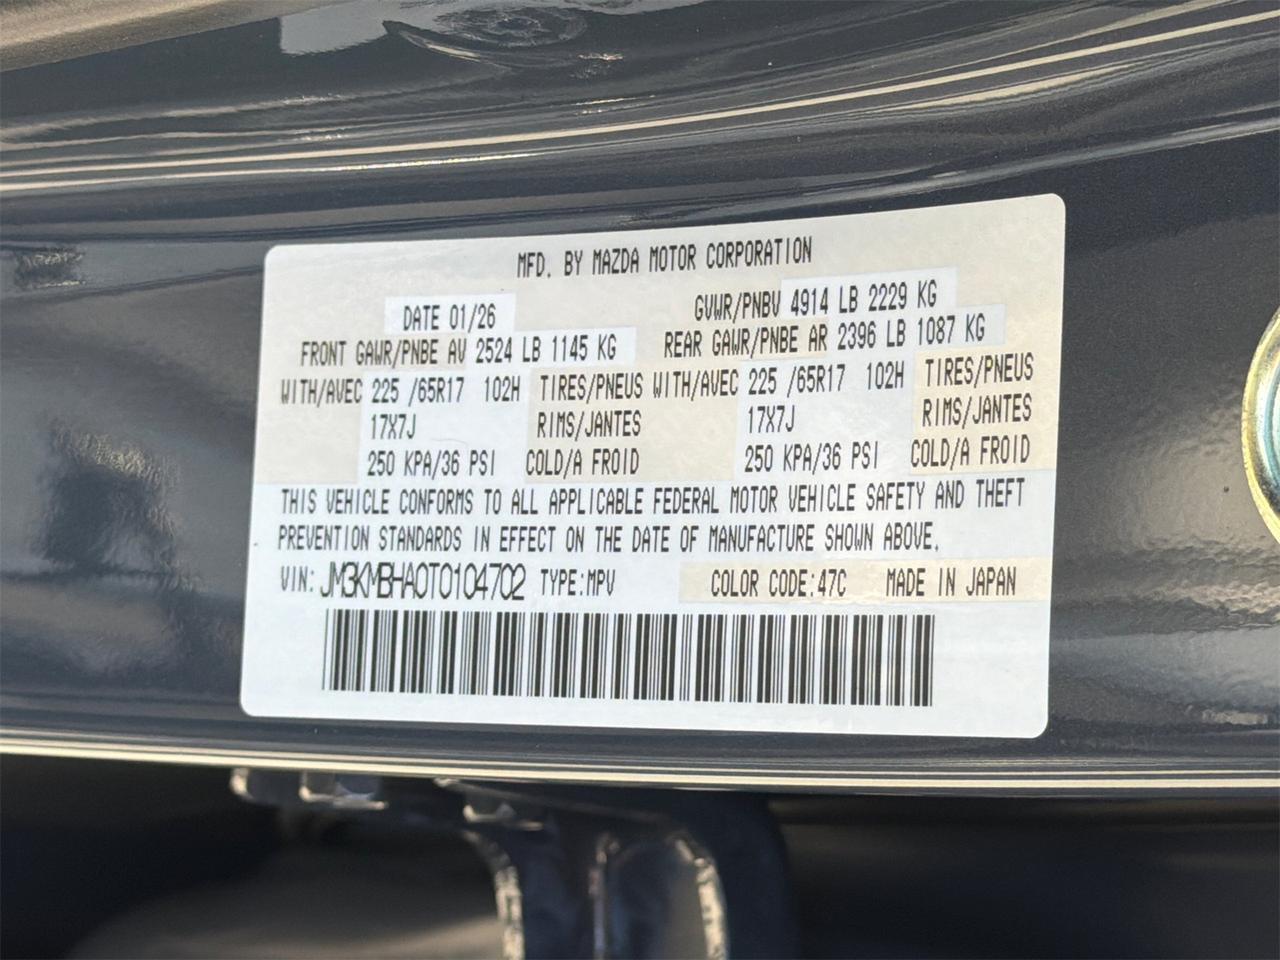 MFD. BY MAZDA MOTOR CORPORATION
DATE 01/26 GVWR/PNBV 4914 LB 2229 KG
FRONT GAWR/PNBE AV 2524 LB 1145 KG REAR GAWR/PNBE AR 2396 LB 1087 KG
WITH/AVEC 225 /65R17 102H TIRES/PNEUS WITH/AVEC 225 /65R17 102H TIRES/PNEUS
17X7J RIMS/JANTES 17X7J RIMS/JANTES
250 KPA/36 PSI COLD/A FROID 250 KPA/36 PSI COLD/A FROID
THIS VEHICLE CONFORMS TO ALL APPLICABLE FEDERAL MOTOR VEHICLE SAFETY AND THEFT
PREVENTION STANDARDS IN EFFECT ON THE DATE OF MANUFACTURE SHOWN ABOVE.
VIN: JM3KMBHA0T0104702 TYPE:MPV COLOR CODE:47C MADE IN JAPAN